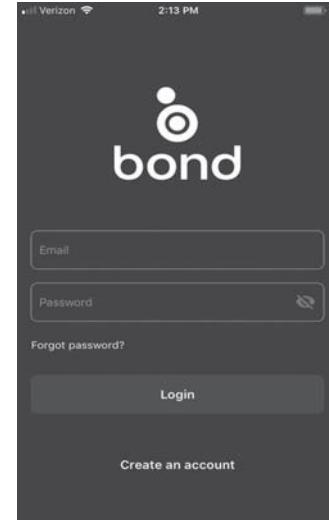 Verizon 2:13 PM
bond
Email
Password
Forgot password?
Login
Create an account